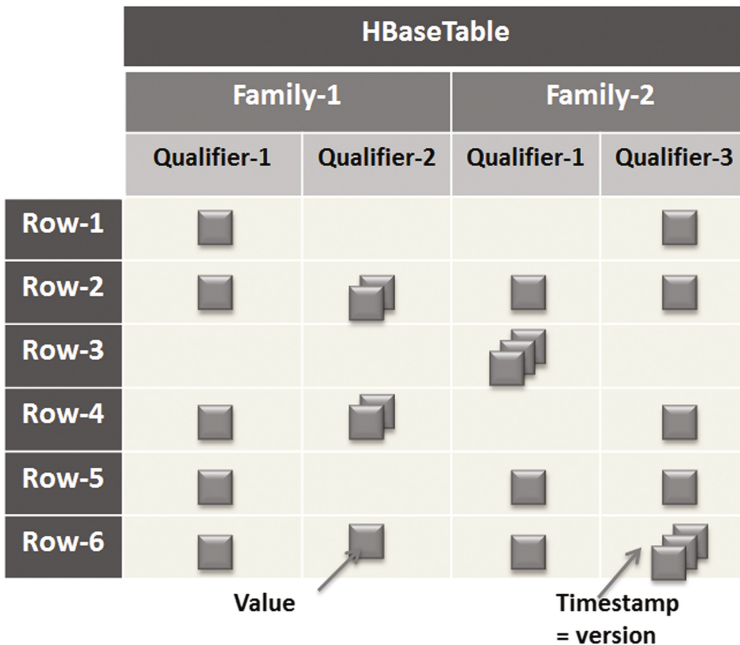 HBaseTable
Family-1 Family-2
Qualifier-1 Qualifier-2 Qualifier-1 Qualifier-3
Row-1
Row-2
Row-3
Row-4
Row-5
Row-6
Value Timestamp
= version